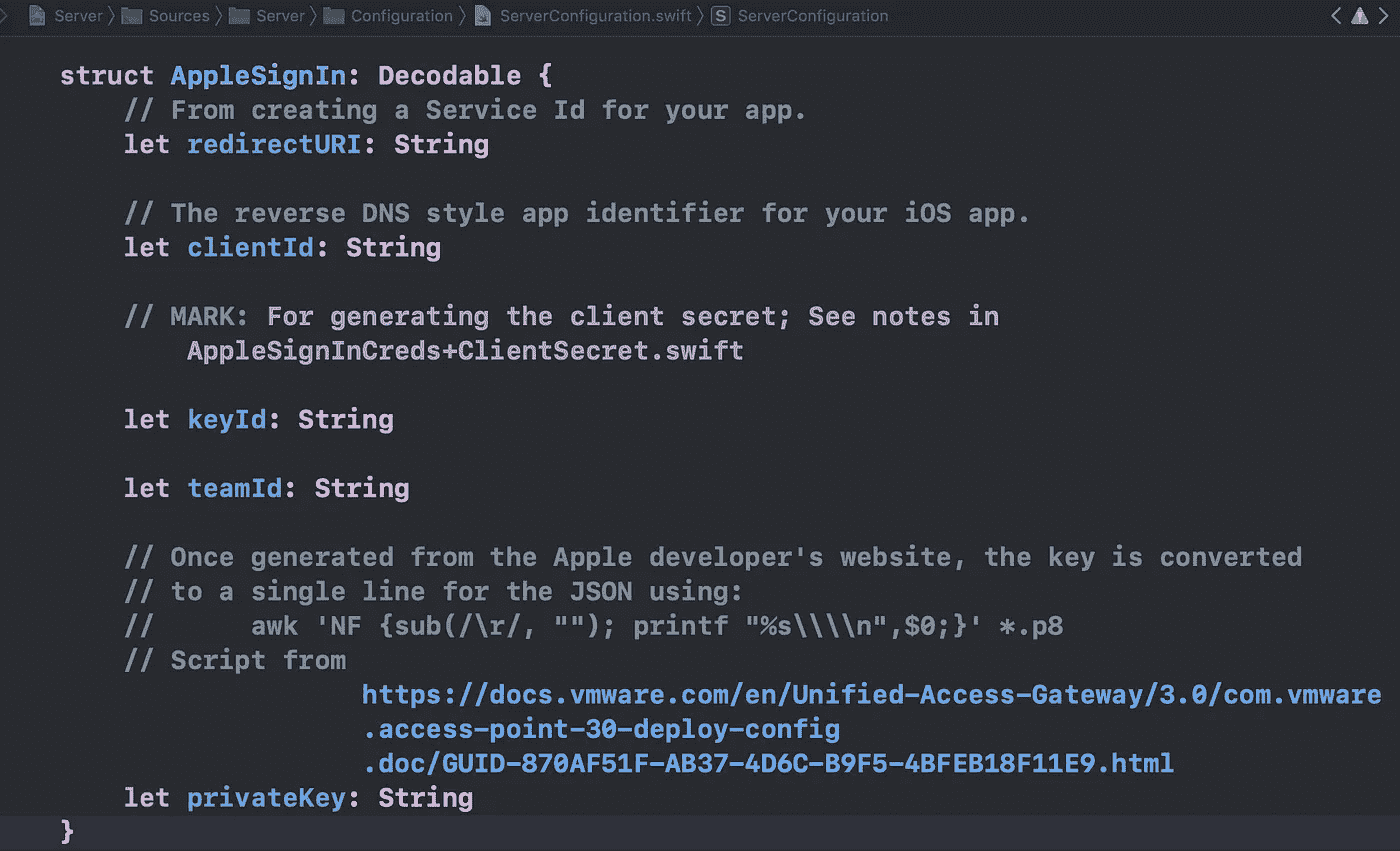 Server Sources Server Configuration ServerConfiguration.swift S ServerConfiguration
struct AppleSignIn: Decodable {
// From creating a Service Id for your app.
let redirectURI: String
// The reverse DNS style app identifier for your iOS app.
let clientId: String
// MARK: For generating the client secret; See notes in
AppleSignInCreds+ClientSecret.swift
let keyId: String
let teamId: String
// Once generated from the Apple developer's website, the key is converted
// to a single line for the JSON using:
// awk 'NF {sub(/\r/, ""); printf "%s\\\\n",$0;}' *.p8
// Script from
https://docs.vmware.com/en/Unified-Access-Gateway/3.0/com.vmware
.access-point-30-deploy-config
.doc/GUID-870AF51F-AB37-4D6C-B9F5-4BFEB18F11E9.html
let privateKey: String
}